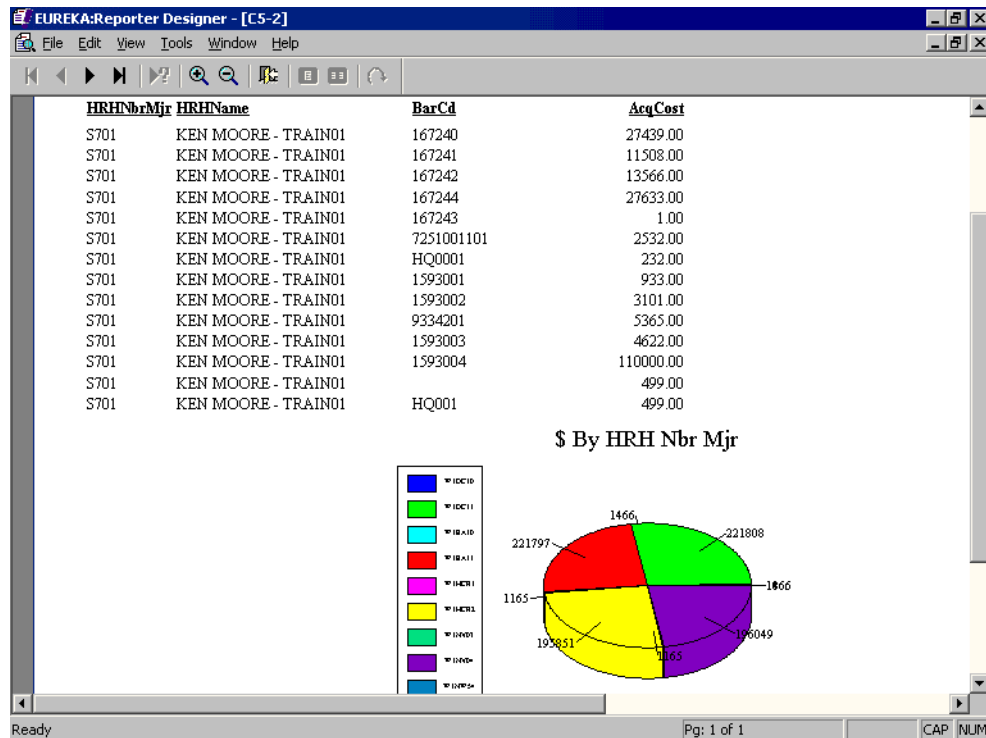 EUREKA:Reporter Designer - [C5-2]
File Edit View Tools Window Help
HRHNbrMjr HRHName BarCd AcqCost
S701 KEN MOORE - TRAIN01 167240 27439.00
S701 KEN MOORE - TRAIN01 167241 11508.00
S701 KEN MOORE - TRAIN01 167242 13566.00
S701 KEN MOORE - TRAIN01 167244 27633.00
S701 KEN MOORE - TRAIN01 167243 1.00
S701 KEN MOORE - TRAIN01 7251001101 2532.00
S701 KEN MOORE - TRAIN01 HQ0001 232.00
S701 KEN MOORE - TRAIN01 1593001 933.00
S701 KEN MOORE - TRAIN01 1593002 3101.00
S701 KEN MOORE - TRAIN01 9334201 5365.00
S701 KEN MOORE - TRAIN01 1593003 4622.00
S701 KEN MOORE - TRAIN01 1593004 110000.00
S701 KEN MOORE - TRAIN01 499.00
S701 KEN MOORE - TRAIN01 HQ001 499.00
$ By HRH Nbr Mjr
1466
221808
221797
1165
195851
1165
196049
Ready Pg: 1 of 1 CAP NUM